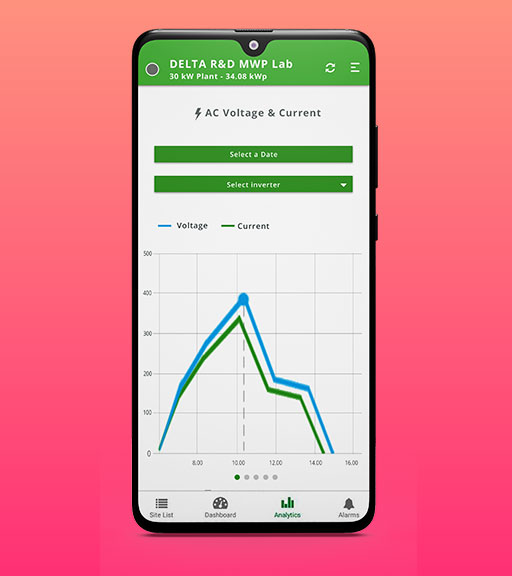 DELTA R&D MWP Lab
30 kW Plant - 34.08 kWp
AC Voltage & Current
Select a Date
Select inverter
Voltage Current
500
400
300
200
100
0
8.00 10.00 12.00 14.00 16.00
Site List Dashboard Analytics Alarms